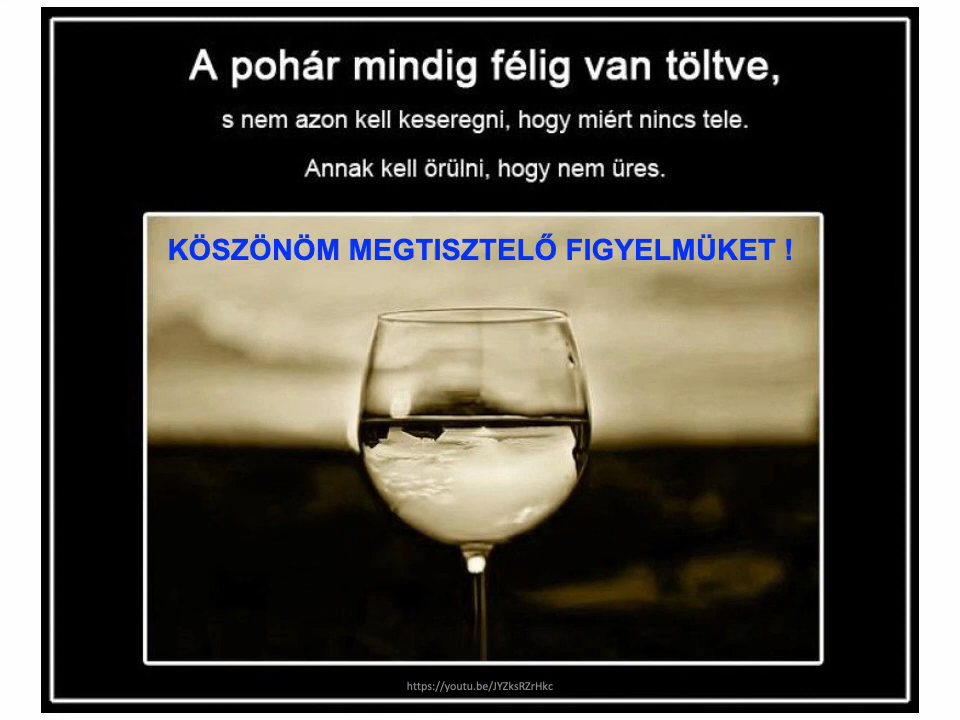 A pohár mindig félig van töltve,
s nem azon kell keseregni, hogy miért nincs tele.
Annak kell örülni, hogy nem üres.
KÖSZÖNÖM MEGTISZTELŐ FIGYELMÜKET !
https://youtu.be/JYZksRZrHkc